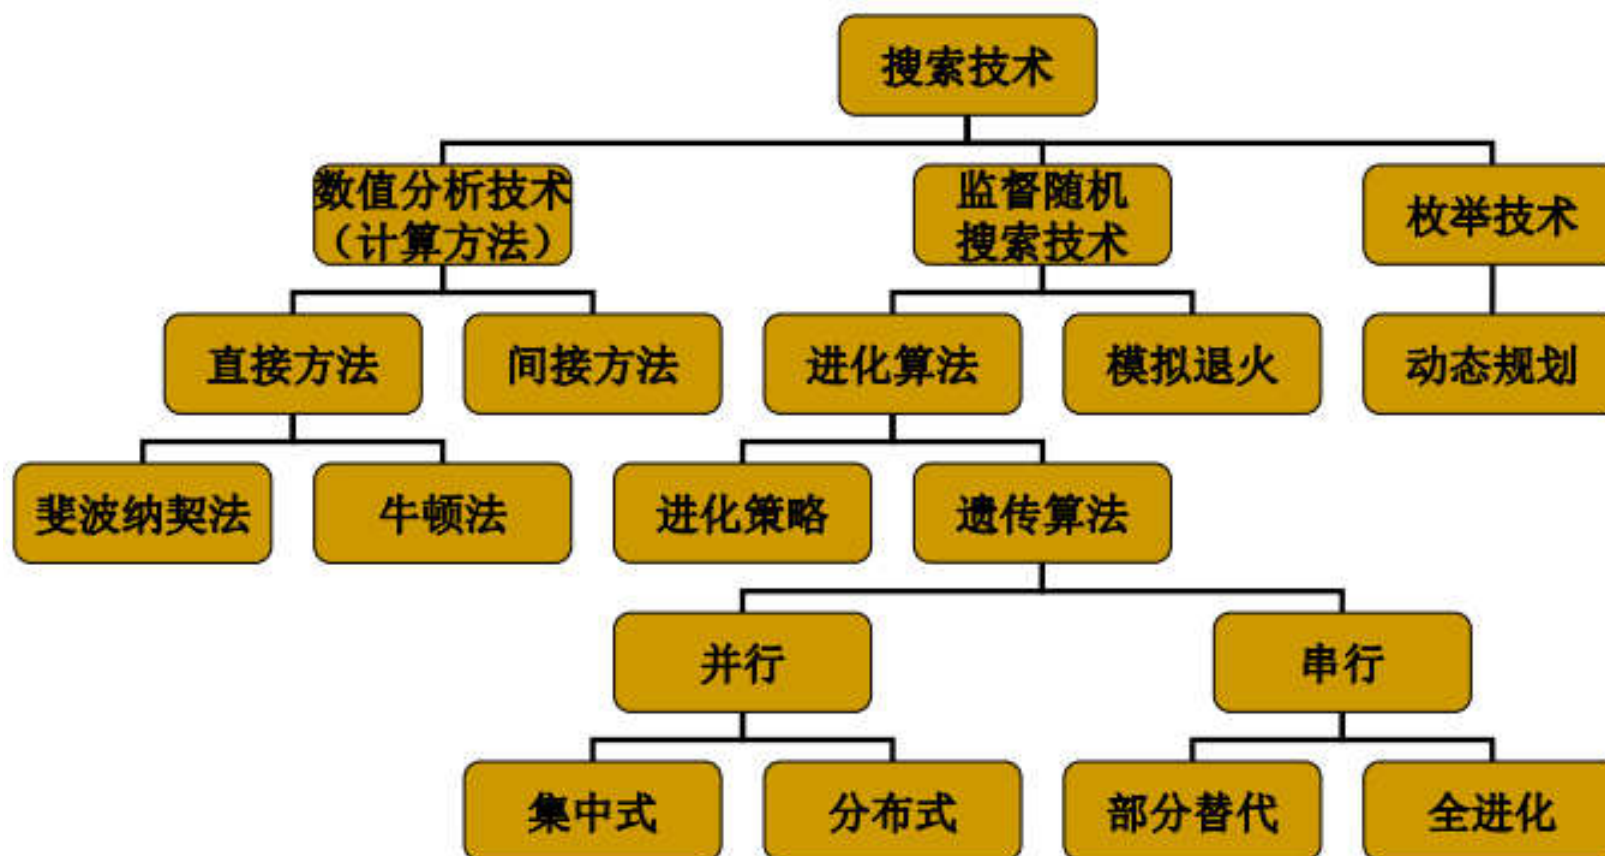 搜索技术
数值分析技术
（计算方法）
监督随机
搜索技术
枚举技术
直接方法
间接方法
进化算法
模拟退火
动态规划
斐波纳契法
牛顿法
进化策略
遗传算法
并行
串行
集中式
分布式
部分替代
全进化